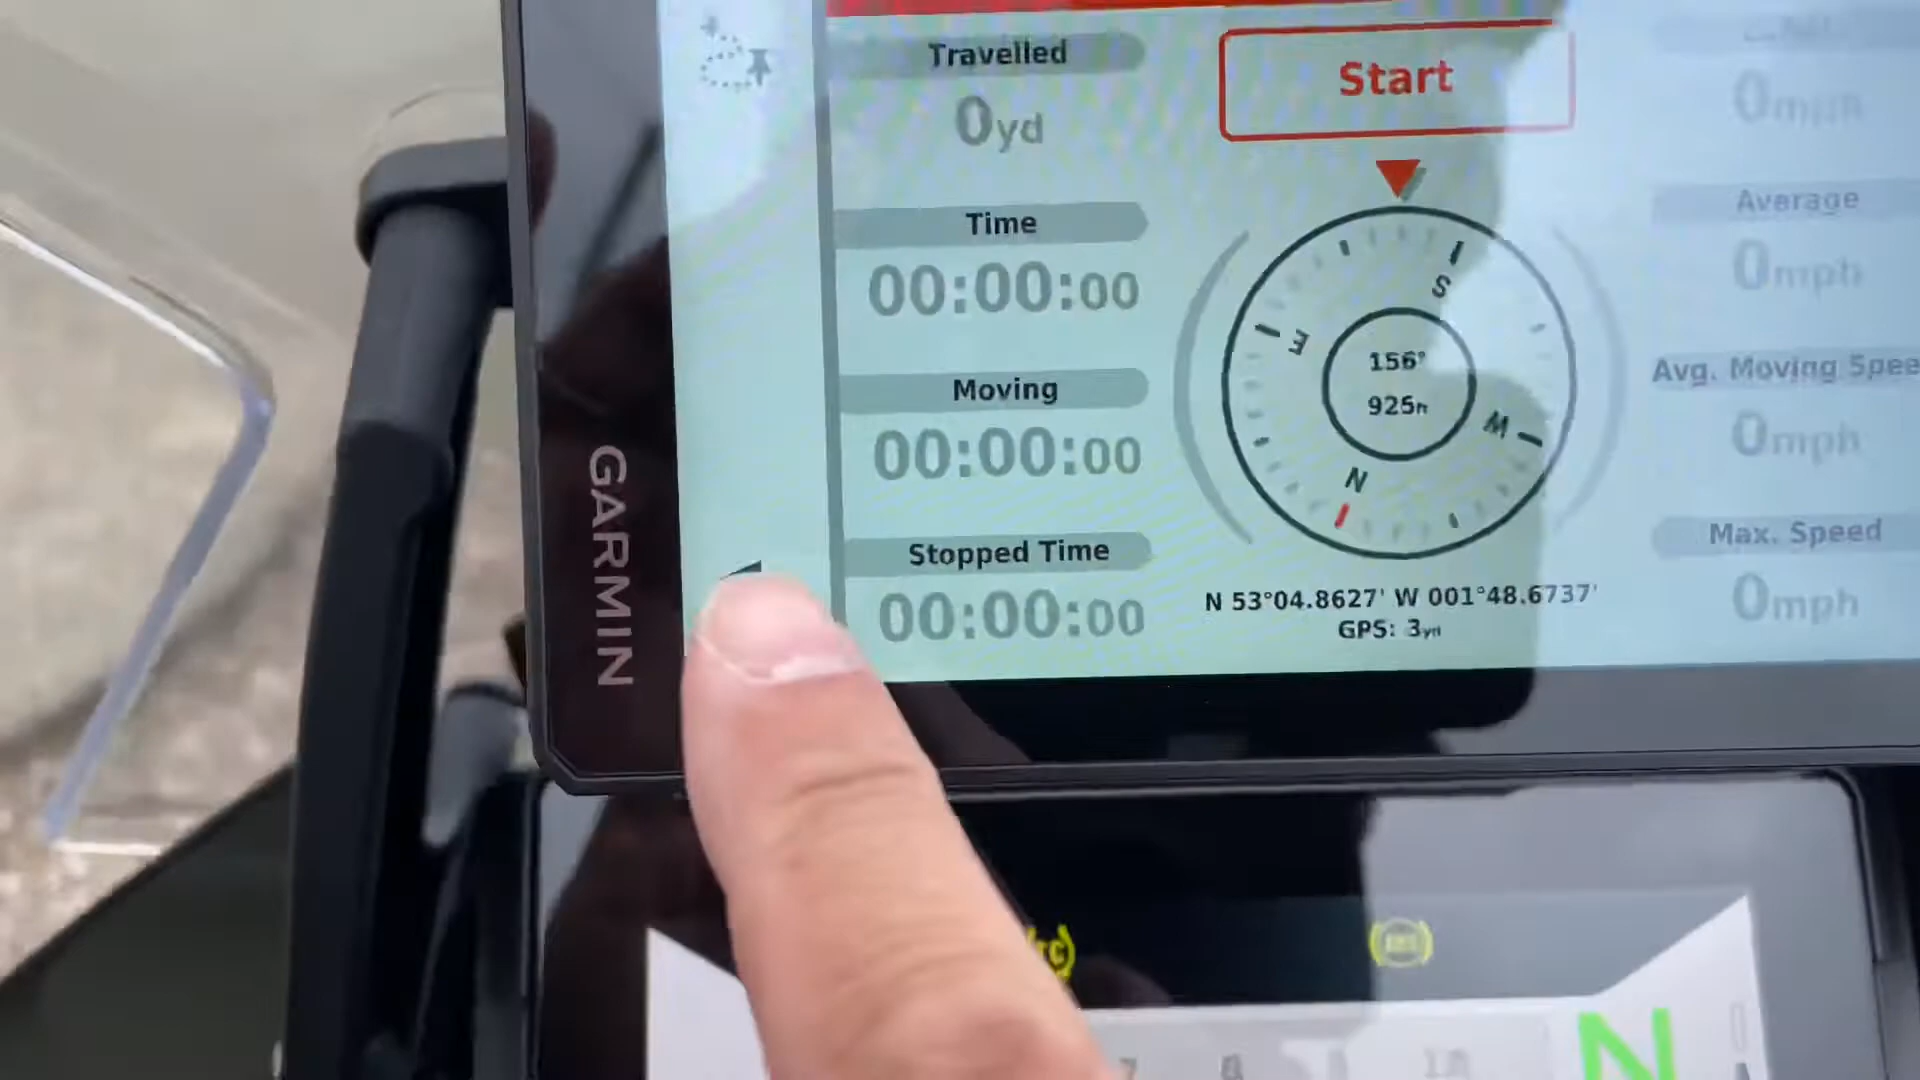 Travelled
0yd
Time
00:00:00
Moving
00:00:00
Stopped Time
00:00:00
Start
S
E
156°
925ft
W
N
N 53°04.8627' W 001°48.6737'
GPS: 3yd
0mph
Average
0mph
Avg. Moving Spee
0mph
Max. Speed
0mph
GARMIN
N